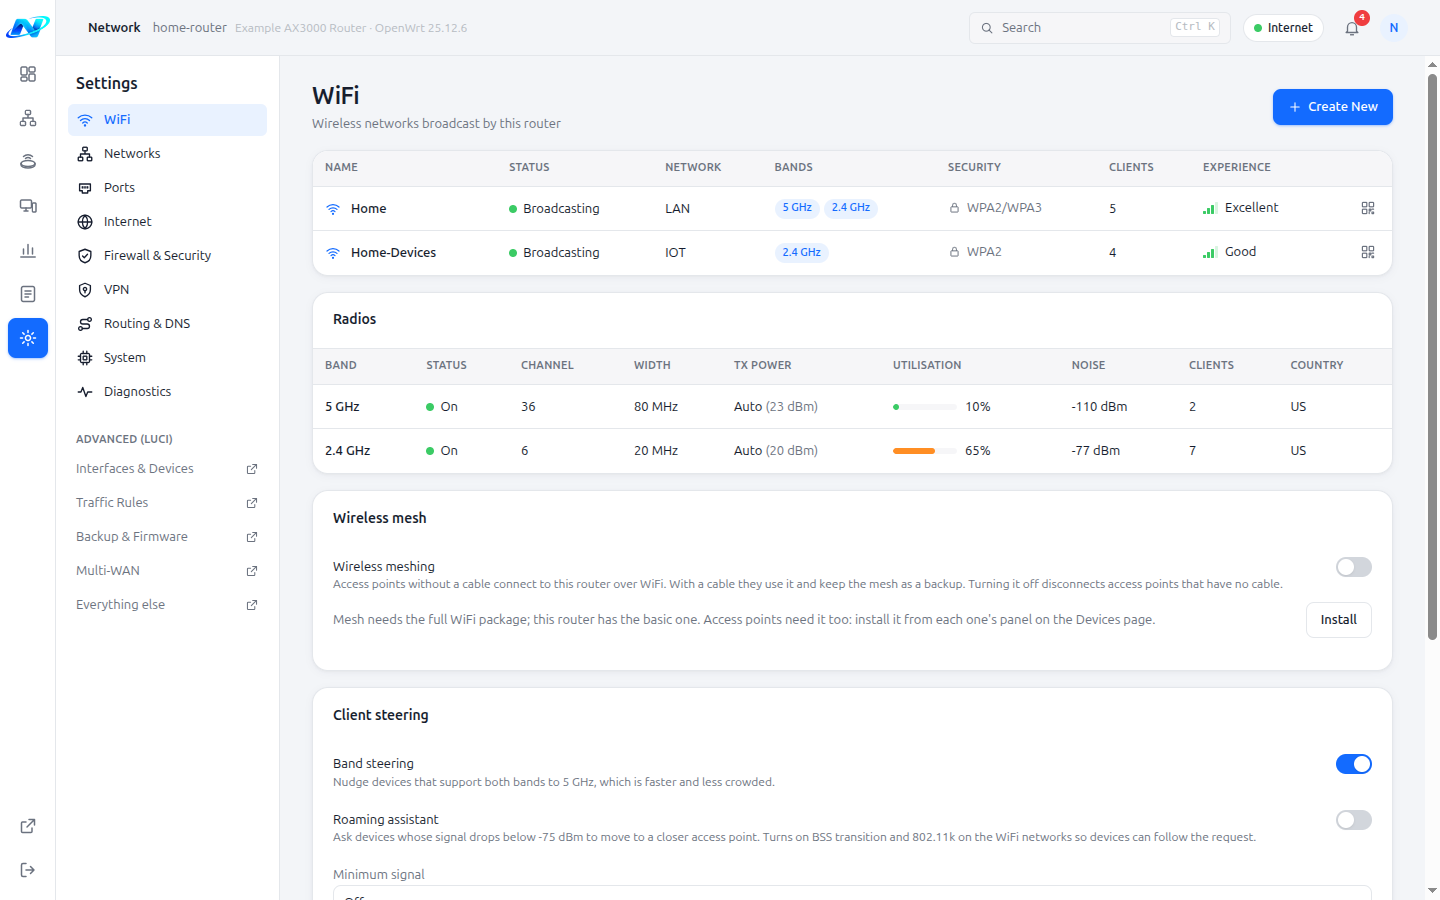 Network home-router Example AX3000 Router · OpenWrt 25.12.6
Search Ctrl K
Internet
4
N
Settings
WiFi
Networks
Ports
Internet
Firewall & Security
VPN
Routing & DNS
System
Diagnostics
ADVANCED (LUCI)
Interfaces & Devices
Traffic Rules
Backup & Firmware
Multi-WAN
Everything else
WiFi
Wireless networks broadcast by this router
Create New
NAME STATUS NETWORK BANDS SECURITY CLIENTS EXPERIENCE
Home Broadcasting LAN 5 GHz 2.4 GHz WPA2/WPA3 5 Excellent
Home-Devices Broadcasting IOT 2.4 GHz WPA2 4 Good
Radios
BAND STATUS CHANNEL WIDTH TX POWER UTILISATION NOISE CLIENTS COUNTRY
5 GHz On 36 80 MHz Auto (23 dBm) 10% -110 dBm 2 US
2.4 GHz On 6 20 MHz Auto (20 dBm) 65% -77 dBm 7 US
Wireless mesh
Wireless meshing
Access points without a cable connect to this router over WiFi. With a cable they use it and keep the mesh as a backup. Turning it off disconnects access points that have no cable.
Mesh needs the full WiFi package; this router has the basic one. Access points need it too: install it from each one's panel on the Devices page.
Install
Client steering
Band steering
Nudge devices that support both bands to 5 GHz, which is faster and less crowded.
Roaming assistant
Ask devices whose signal drops below -75 dBm to move to a closer access point. Turns on BSS transition and 802.11k on the WiFi networks so devices can follow the request.
Minimum signal